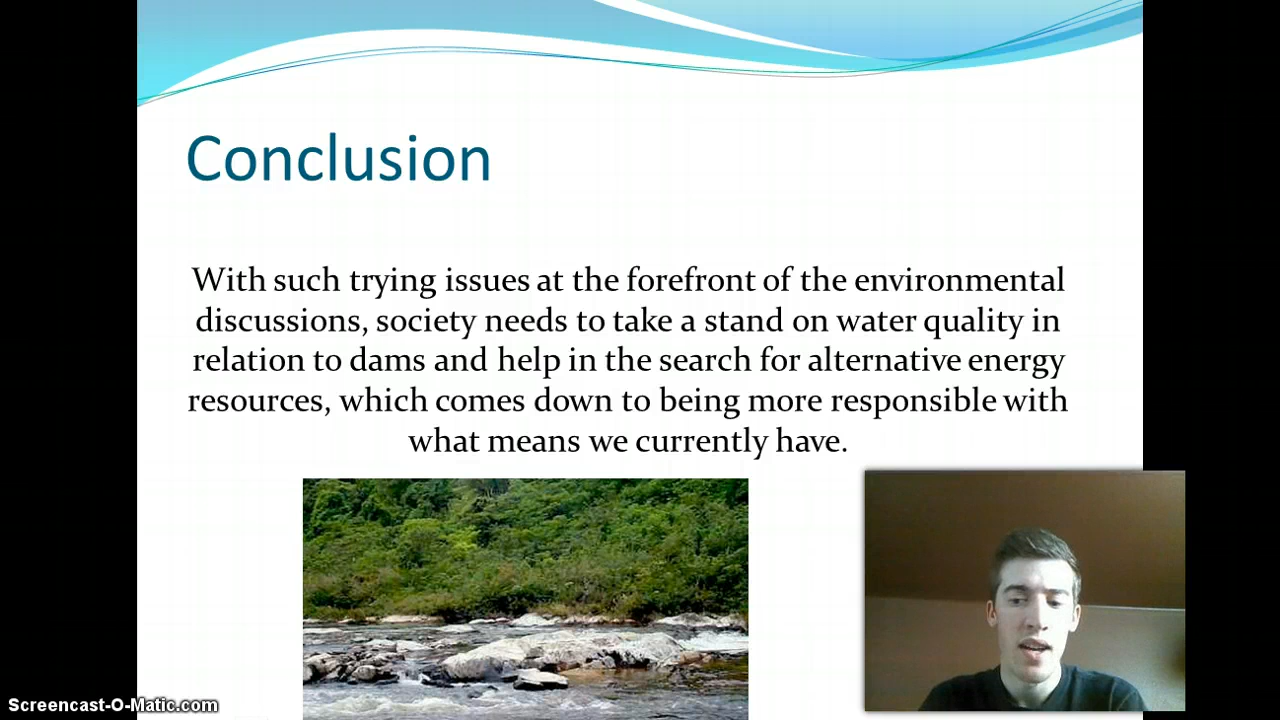 Conclusion
With such trying issues at the forefront of the environmental
discussions, society needs to take a stand on water quality in
relation to dams and help in the search for alternative energy
resources, which comes down to being more responsible with
what means we currently have.
Screencast-O-Matic.com